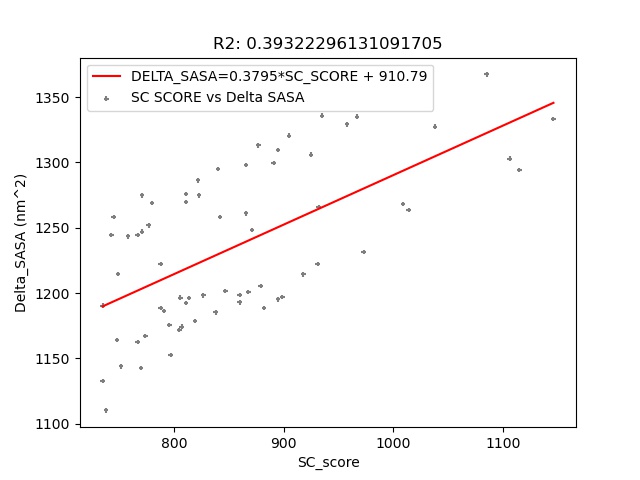 R2: 0.39322296131091705
DELTA_SASA=0.3795*SC_SCORE + 910.79
SC SCORE vs Delta SASA
Delta_SASA (nm^2)
1350
1300
1250
1200
1150
1100
800
900
1000
1100
SC_score